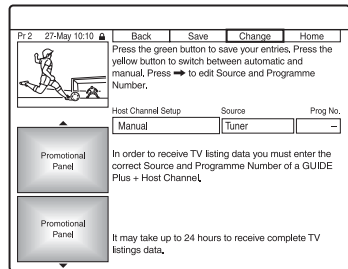 Pr 2 27-May 10:10 Back Save Change Home
Press the green button to save your entries. Press the
yellow button to switch between automatic and
manual. Press ➔ to edit Source and Programme
Number.
Host Channel Setup Source Prog No.
Manual Tuner –
Promotional
Panel
In order to receive TV listing data you must enter the
correct Source and Programme Number of a GUIDE
Plus + Host Channel.
Promotional
Panel
It may take up to 24 hours to receive complete TV
listings data.